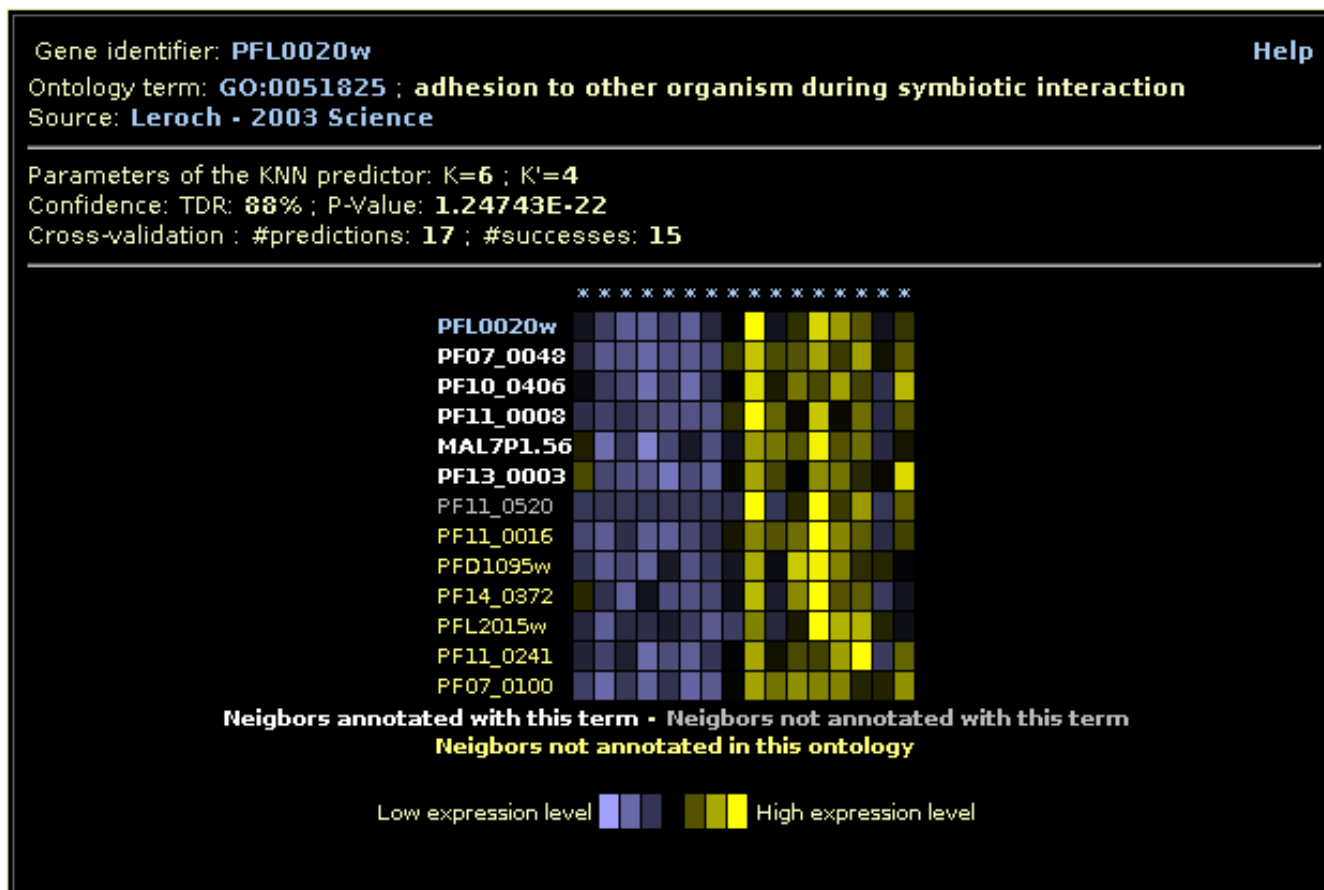 Gene identifier: PFL0020w Help
Ontology term: GO:0051825 ; adhesion to other organism during symbiotic interaction
Source: Leroch - 2003 Science
Parameters of the KNN predictor: K=6 ; K'=4
Confidence: TDR: 88% ; P-Value: 1.24743E-22
Cross-validation : #predictions: 17 ; #successes: 15
* * * * * * * * * * * * * * * *
PFL0020w
PF07_0048
PF10_0406
PF11_0008
MAL7P1.56
PF13_0003
PF11_0520
PF11_0016
PFD1095w
PF14_0372
PFL2015w
PF11_0241
PF07_0100
Neigbors annotated with this term - Neigbors not annotated with this term
Neigbors not annotated in this ontology
Low expression level High expression level